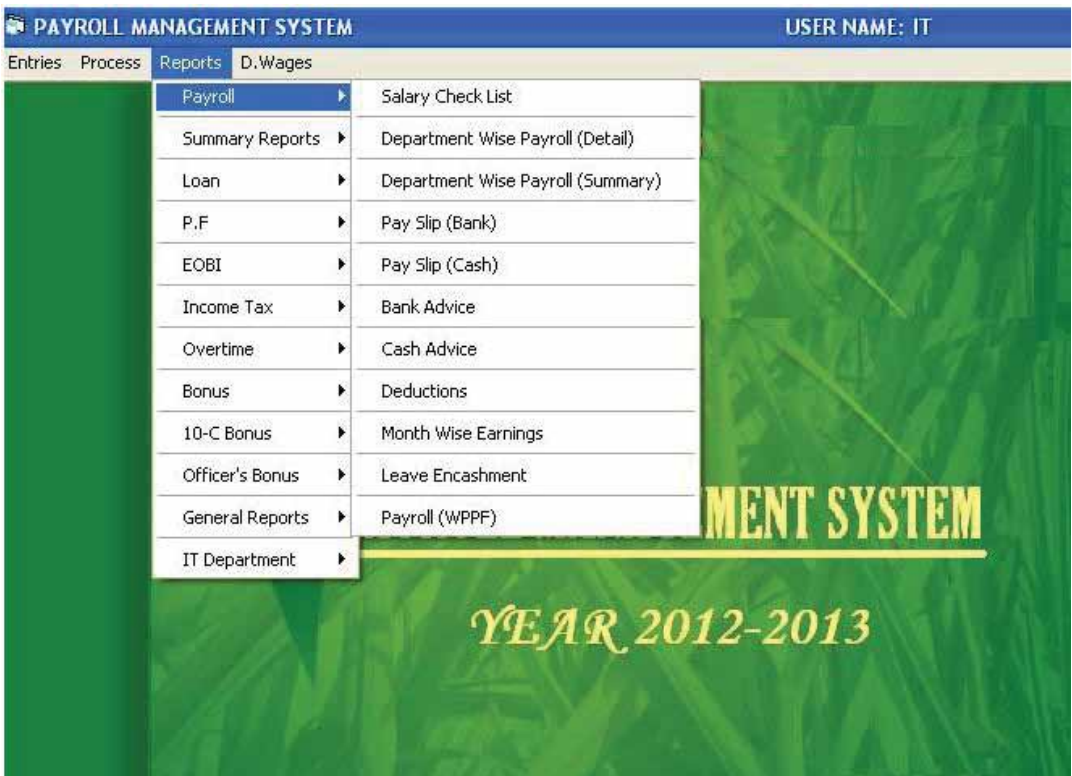 PAYROLL MANAGEMENT SYSTEM USER NAME: IT
Entries Process Reports D.Wages
Payroll
Summary Reports
Loan
P.F
EOBI
Income Tax
Overtime
Bonus
10-C Bonus
Officer's Bonus
General Reports
IT Department
Salary Check List
Department Wise Payroll (Detail)
Department Wise Payroll (Summary)
Pay Slip (Bank)
Pay Slip (Cash)
Bank Advice
Cash Advice
Deductions
Month Wise Earnings
Leave Encashment
Payroll (WPPF)
MENT SYSTEM
YEAR 2012-2013